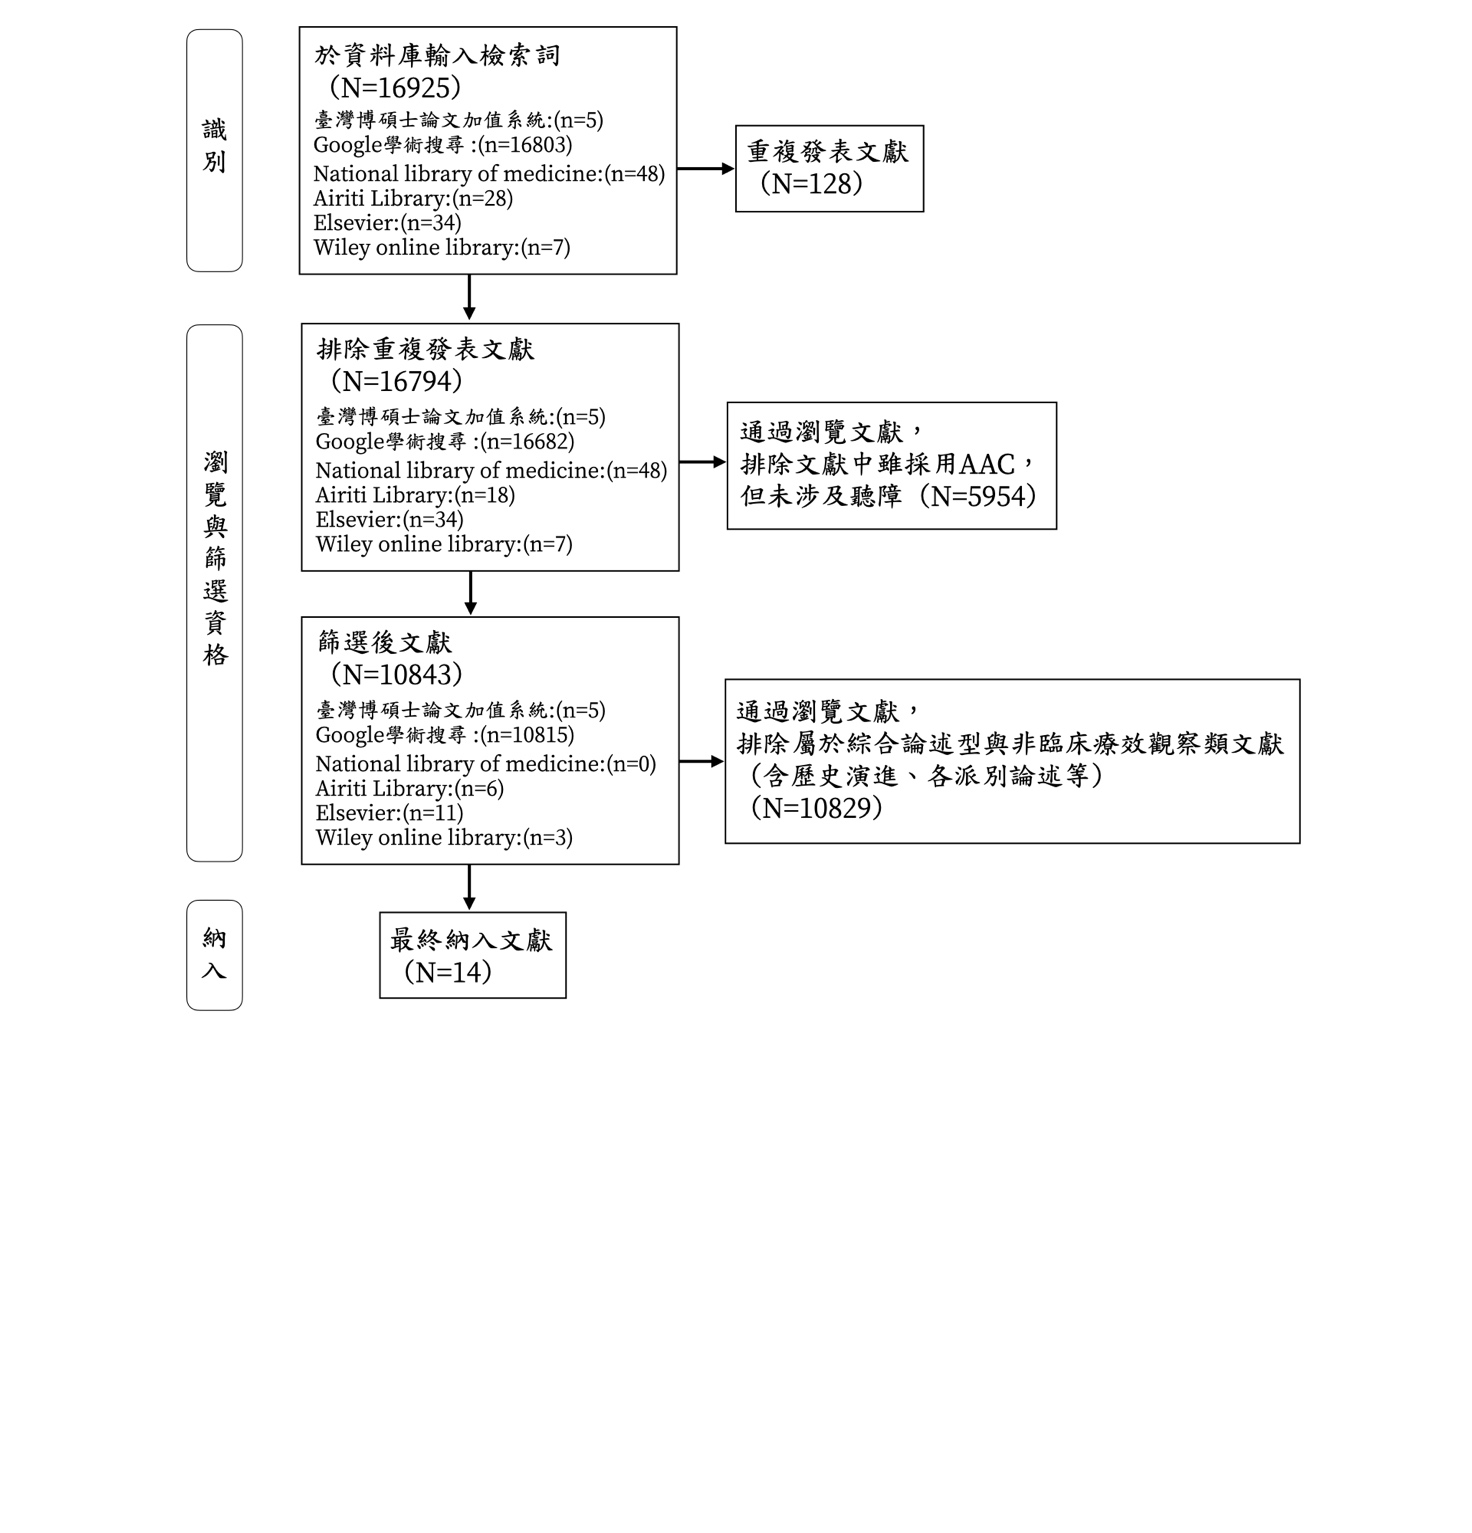 識別
於資料庫輸入檢索詞
（N=16925）
臺灣博碩士論文加值系統:(n=5)
Google學術搜尋 :(n=16803)
National library of medicine:(n=48)
Airiti Library:(n=28)
Elsevier:(n=34)
Wiley online library:(n=7)
重複發表文獻
（N=128）
瀏覽與篩選資格
排除重複發表文獻
（N=16794）
臺灣博碩士論文加值系統:(n=5)
Google學術搜尋 :(n=16682)
National library of medicine:(n=48)
Airiti Library:(n=18)
Elsevier:(n=34)
Wiley online library:(n=7)
通過瀏覽文獻，
排除文獻中雖採用AAC，
但未涉及聽障（N=5954）
篩選後文獻
（N=10843）
臺灣博碩士論文加值系統:(n=5)
Google學術搜尋 :(n=10815)
National library of medicine:(n=0)
Airiti Library:(n=6)
Elsevier:(n=11)
Wiley online library:(n=3)
通過瀏覽文獻，
排除屬於綜合論述型與非臨床療效觀察類文獻
（含歷史演進、各派別論述等）
（N=10829）
納入
最終納入文獻
（N=14）